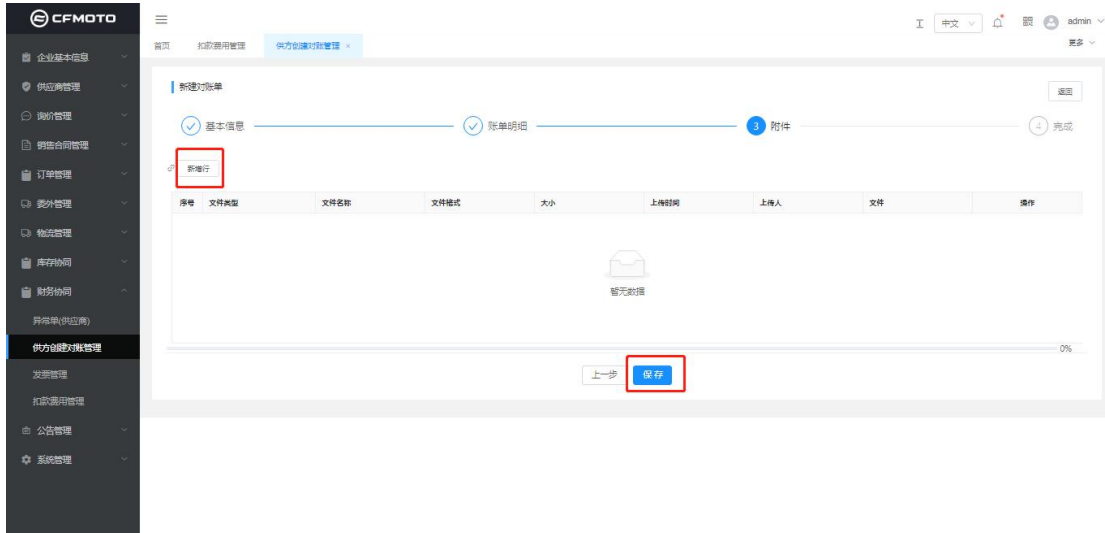 CFMOTO
中文
admin
首页
扣款费用管理
供方创建对账管理 ×
更多
企业基本信息
供应商管理
询价管理
销售合同管理
订单管理
委外管理
物流管理
库存协同
财务协同
异常单(供应商)
供方创建对账管理
发票管理
扣款费用管理
公告管理
系统管理
新建对账单
返回
基本信息
账单明细
3 附件
4 完成
新增行
序号 文件类型 文件名称 文件格式 大小 上传时间 上传人 文件 操作
暂无数据
0%
上一步
保存